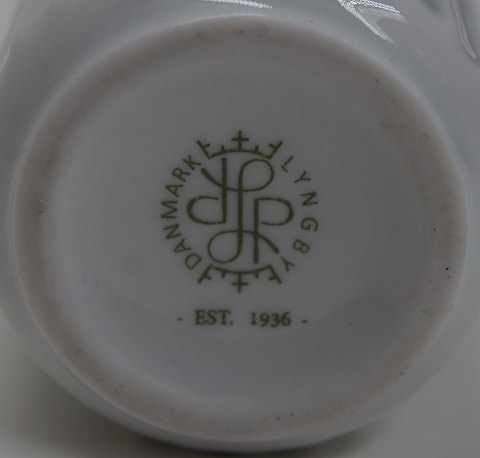 DANMARK
LYNGBY
- EST. 1936 -